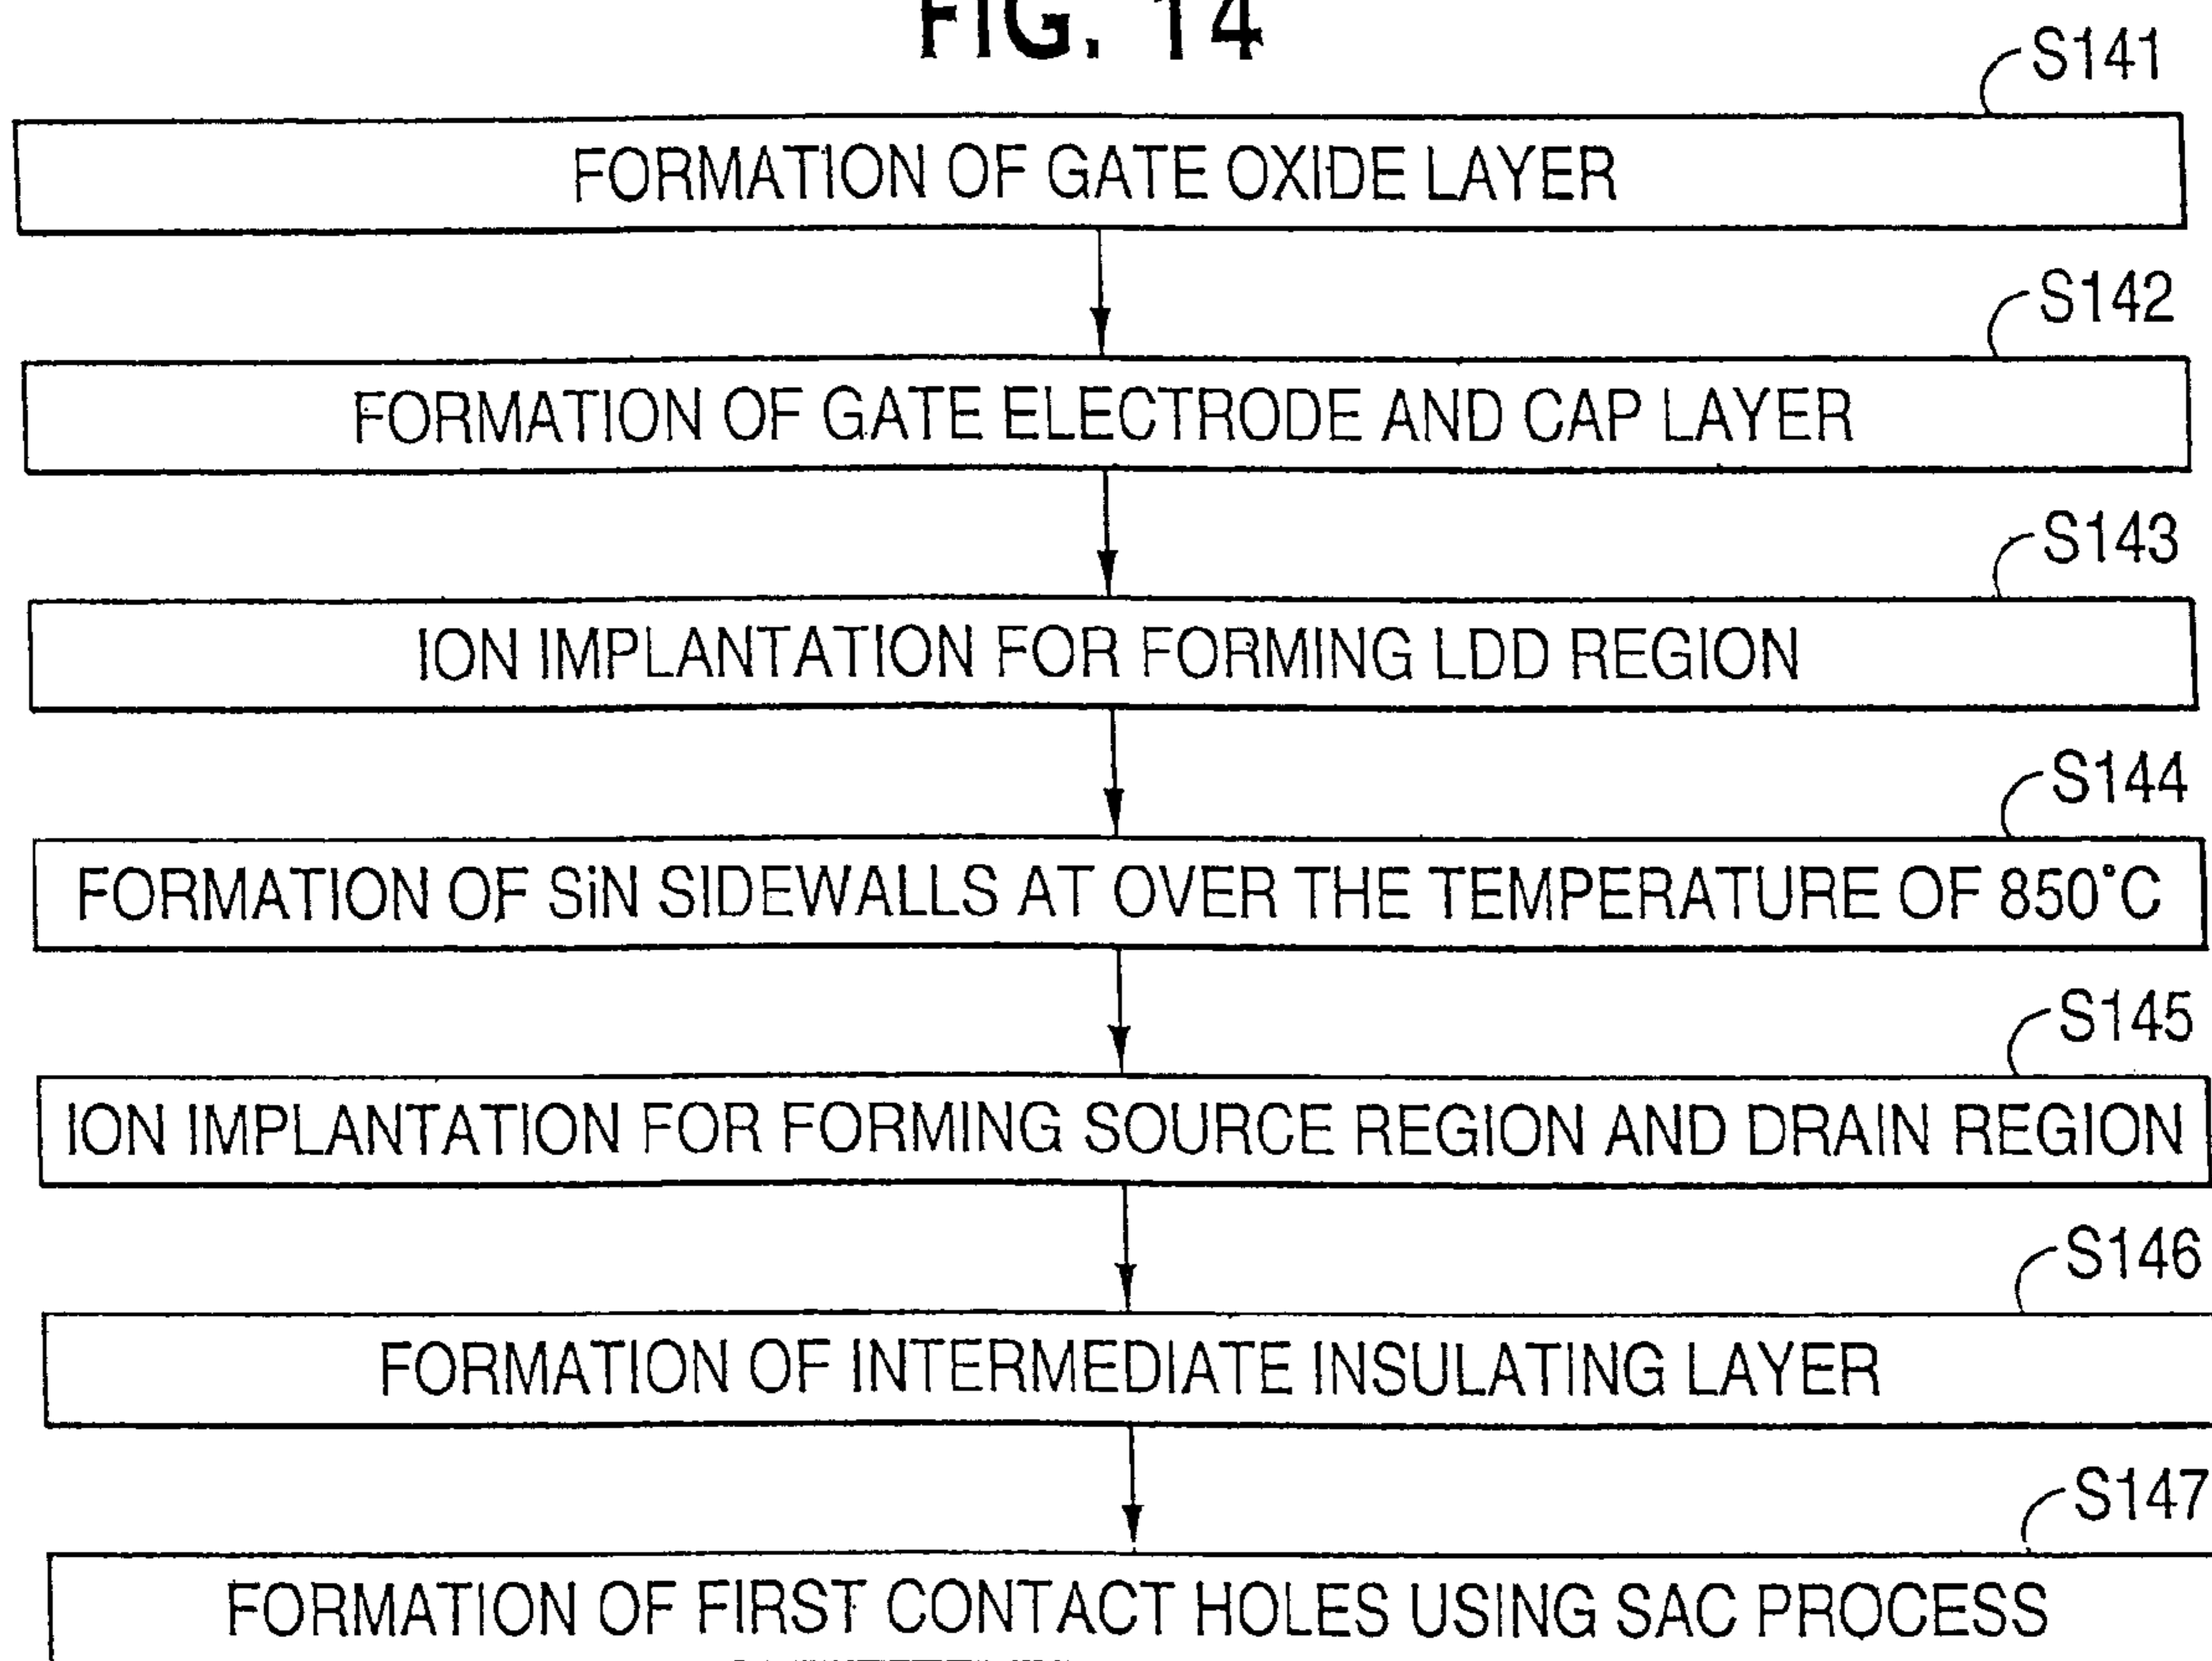 FIG. 14
S141
FORMATION OF GATE OXIDE LAYER
S142
FORMATION OF GATE ELECTRODE AND CAP LAYER
S143
ION IMPLANTATION FOR FORMING LDD REGION
S144
FORMATION OF SiN SIDEWALLS AT OVER THE TEMPERATURE OF 850°C
S145
ION IMPLANTATION FOR FORMING SOURCE REGION AND DRAIN REGION
S146
FORMATION OF INTERMEDIATE INSULATING LAYER
S147
FORMATION OF FIRST CONTACT HOLES USING SAC PROCESS